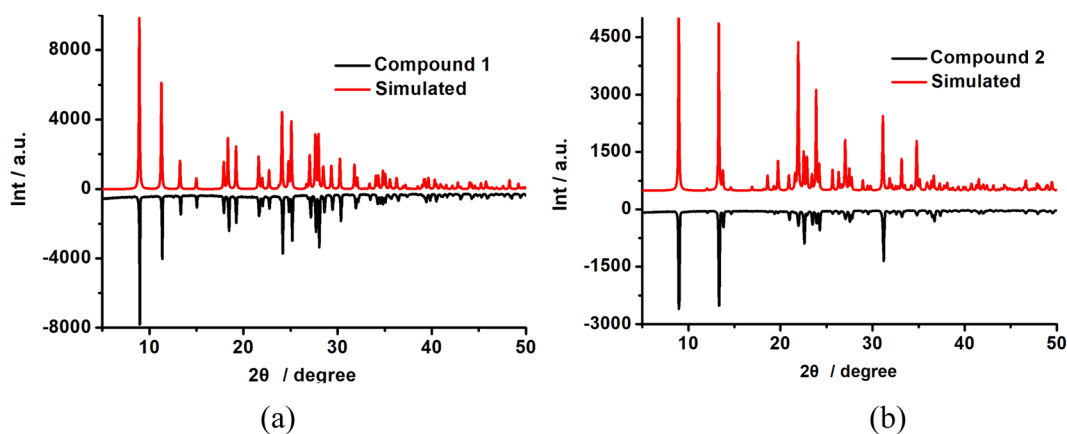 (a)
Int / a.u.
8000
4000
0
-4000
-8000
Compound 1
Simulated
10 20 30 40 50
2θ / degree
(a)
(b)
Int / a.u.
4500
3000
1500
0
-1500
-3000
Compound 2
Simulated
10 20 30 40 50
2θ / degree
(b)